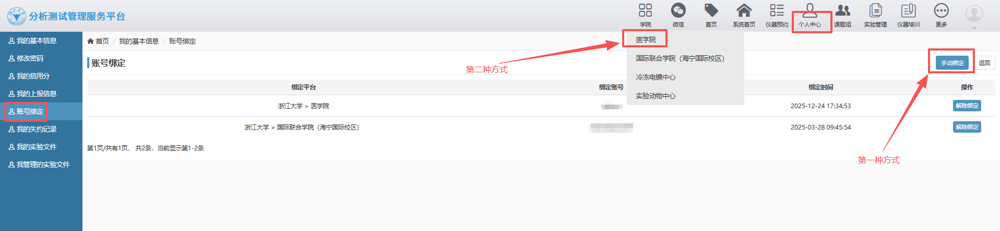 分析测试管理服务平台
学院
微信
首页
系统首页
仪器预约
个人中心
课题组
实验管理
仪器培训
更多
我的基本信息
修改密码
我的信用分
我的上报信息
账号绑定
我的失约记录
我的实验文件
我管理的实验文件
首页 / 我的基本信息 / 账号绑定
医学院
国际联合学院（海宁国际校区）
冷冻电镜中心
实验动物中心
第二种方式
账号绑定
手动绑定
返回
绑定平台 绑定账号 绑定时间 操作
浙江大学 > 医学院 2025-12-24 17:34:53 解除绑定
浙江大学 > 国际联合学院（海宁国际校区） 2025-03-28 09:45:54 解除绑定
第1页/共有1页， 共2条，当前显示第1-2条
第一种方式